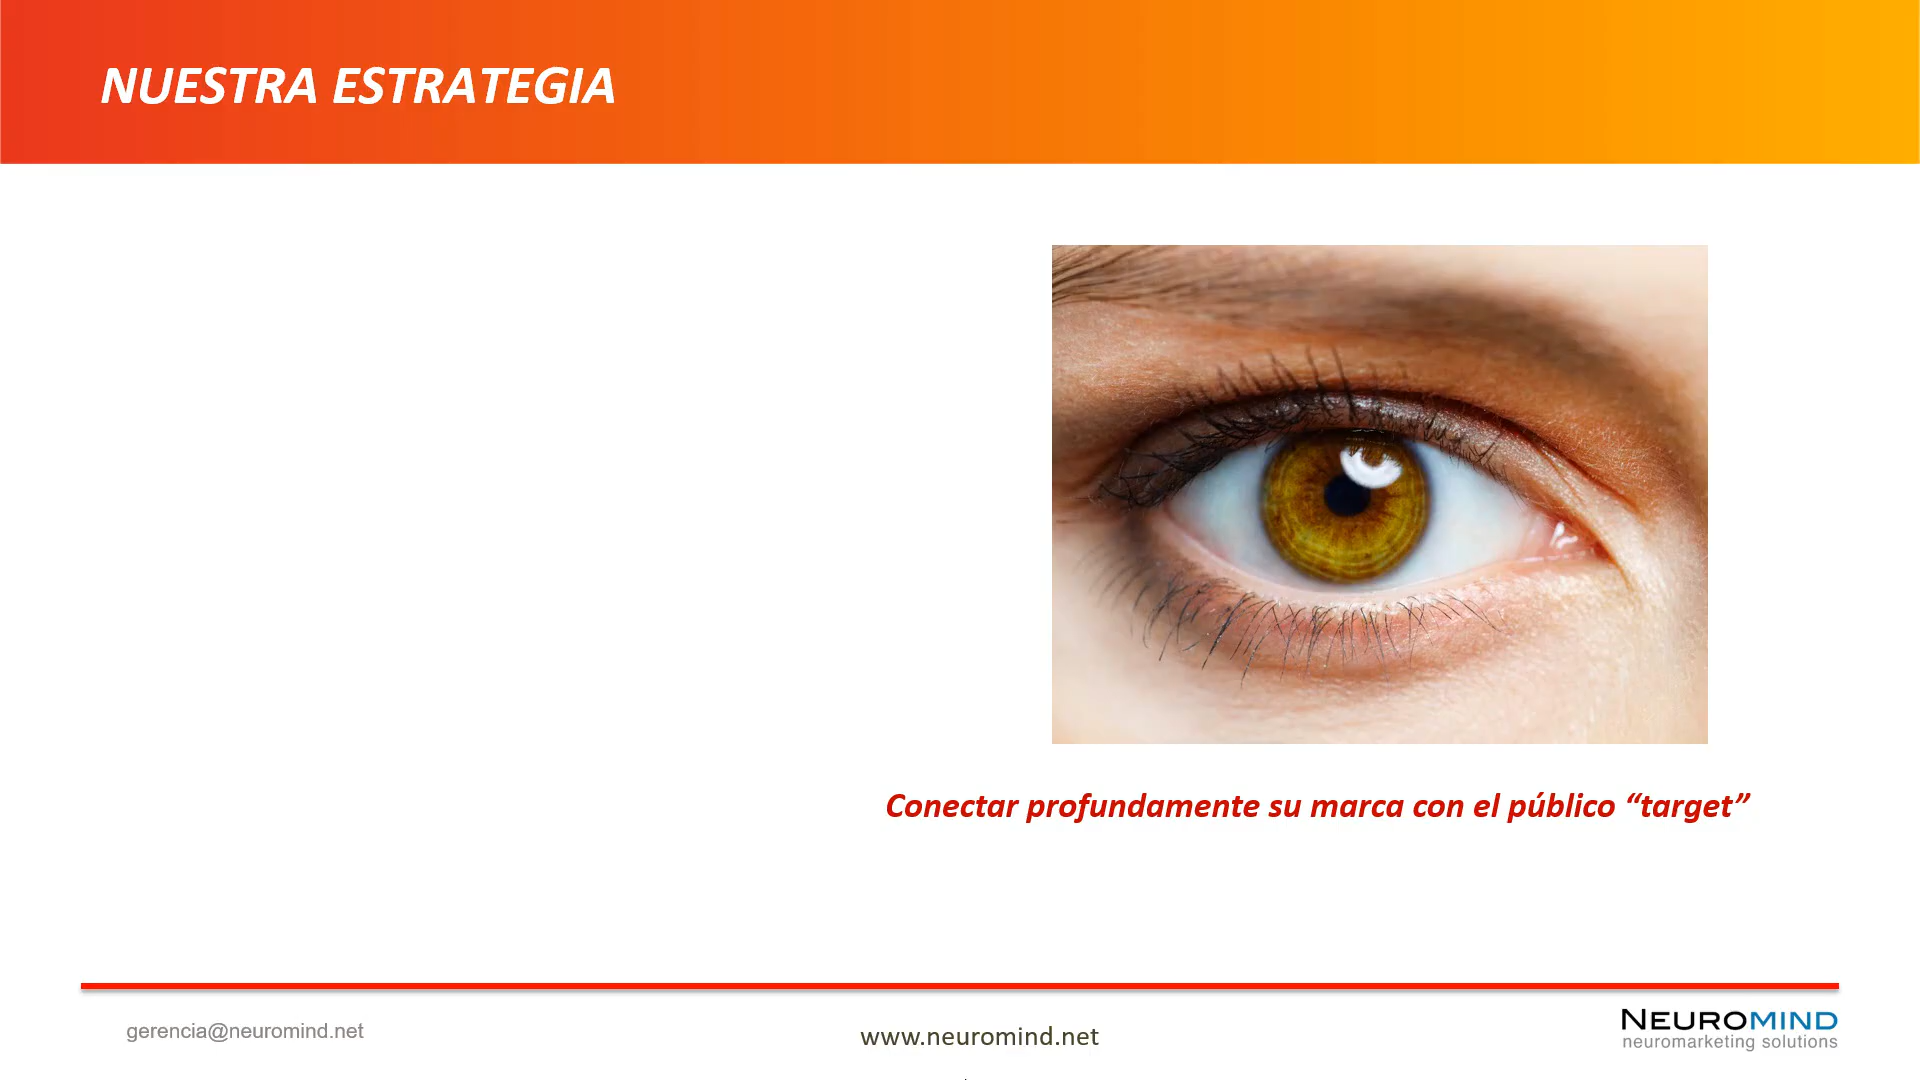 NUESTRA ESTRATEGIA
Conectar profundamente su marca con el público “target”
gerencia@neuromind.net
www.neuromind.net
NEUROMIND
neuromarketing solutions